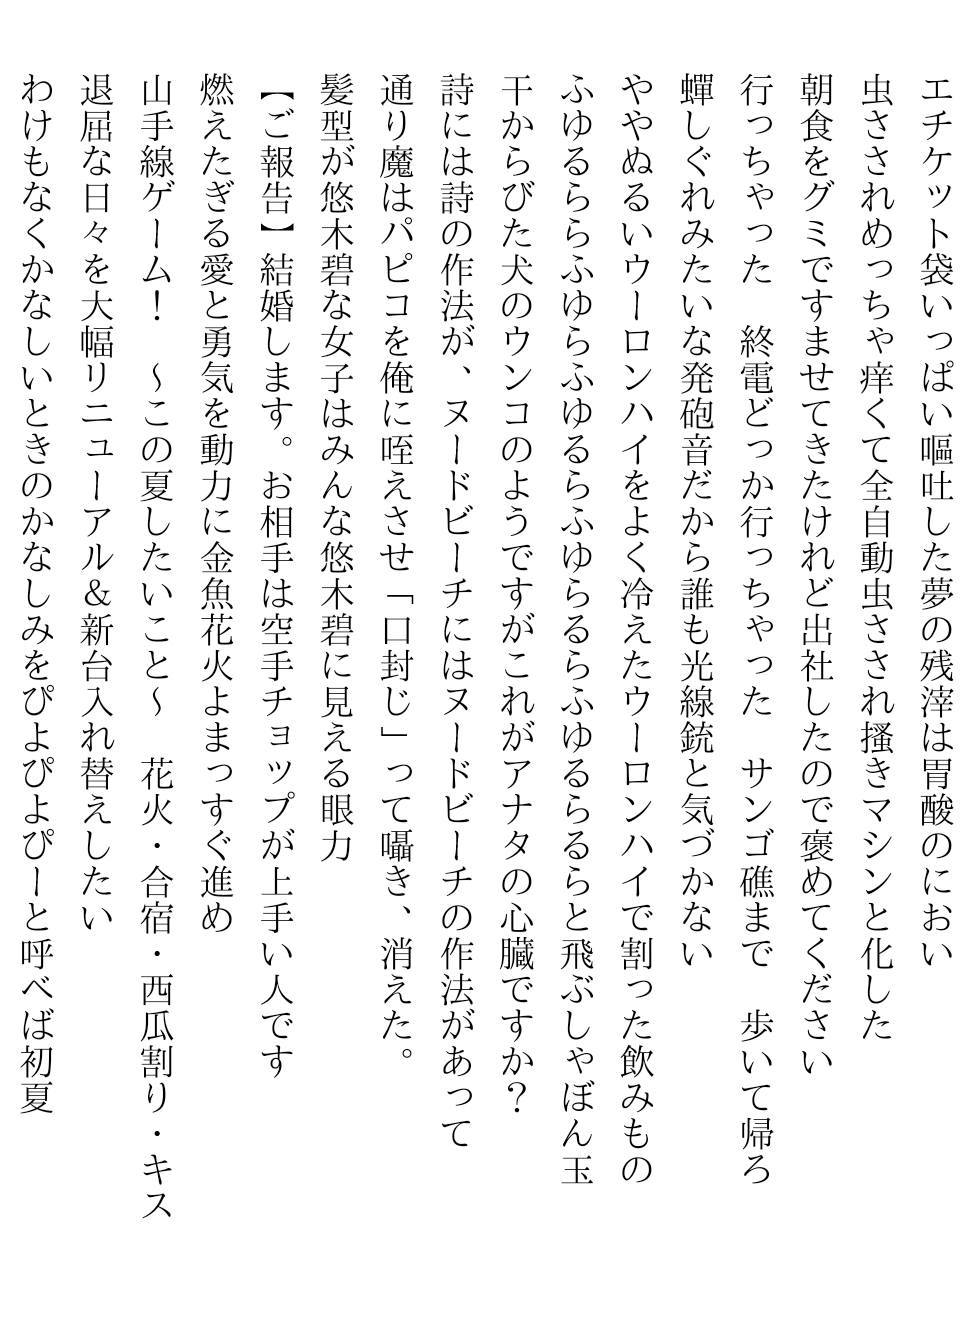 エチケット袋いっぱい嘔吐した夢の残滓は胃酸のにおい
虫さされめっちゃ痒くて全自動虫さされ掻きマシンと化した
朝食をグミですませてきたけれど出社したので褒めてください
行っちゃった　終電どっか行っちゃった　サンゴ礁まで　歩いて帰ろ
蟬しぐれみたいな発砲音だから誰も光線銃と気づかない
ややぬるいウーロンハイをよく冷えたウーロンハイで割った飲みもの
ふゆるららふゆらふゆるらふゆらるらふゆるらるらと飛ぶしゃぼん玉
干からびた犬のウンコのようですがこれがアナタの心臓ですか？
詩には詩の作法が、ヌードビーチにはヌードビーチの作法があって
通り魔はパピコを俺に咥えさせ「口封じ」って囁き、消えた。
髪型が悠木碧な女子はみんな悠木碧に見える眼力
【ご報告】結婚します。お相手は空手チョップが上手い人です
燃えたぎる愛と勇気を動力に金魚花火よまっすぐ進め
山手線ゲーム！　〜この夏したいこと〜　花火・合宿・西瓜割り・キス
退屈な日々を大幅リニューアル＆新台入れ替えしたい
わけもなくかなしいときのかなしみをぴよぴよぴーと呼べば初夏